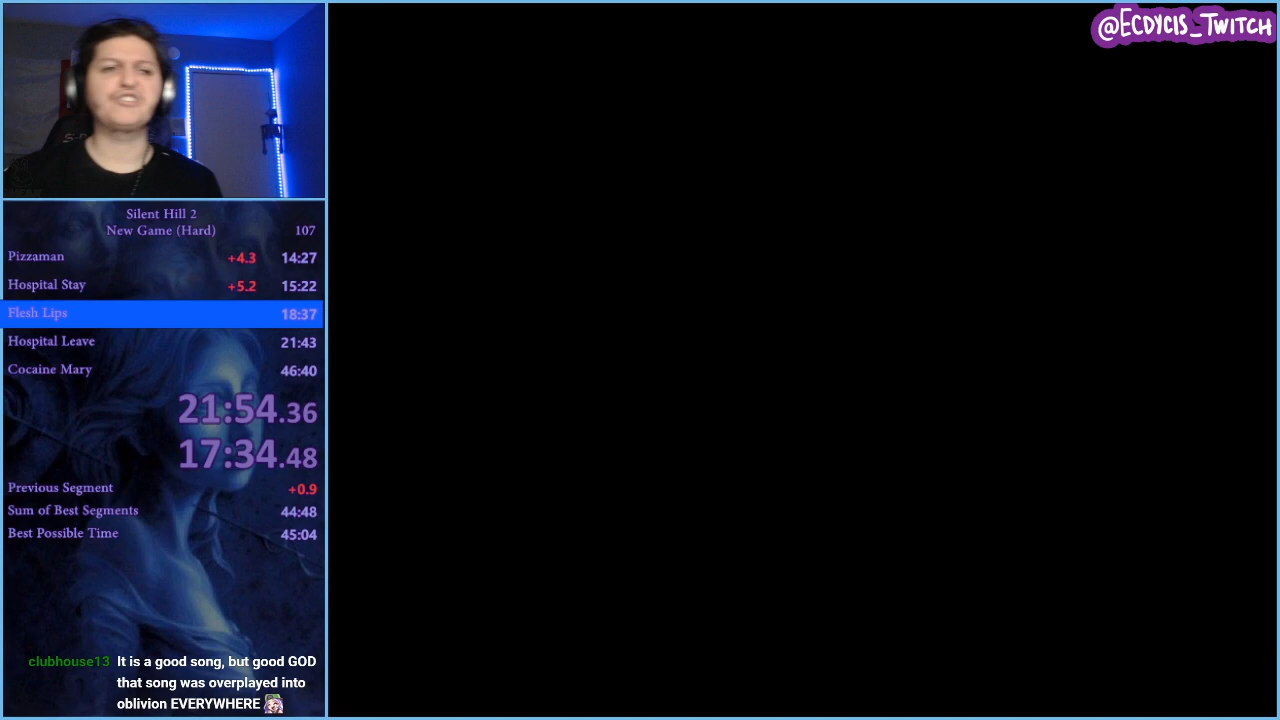 @Ecdycis_Twitch
Silent Hill 2
New Game (Hard) 107
Pizzaman +4.3 14:27
Hospital Stay +5.2 15:22
Flesh Lips 18:37
Hospital Leave 21:43
Cocaine Mary 46:40
21:54.36
17:34.48
Previous Segment +0.9
Sum of Best Segments 44:48
Best Possible Time 45:04
clubhouse13 It is a good song, but good GOD
that song was overplayed into
oblivion EVERYWHERE